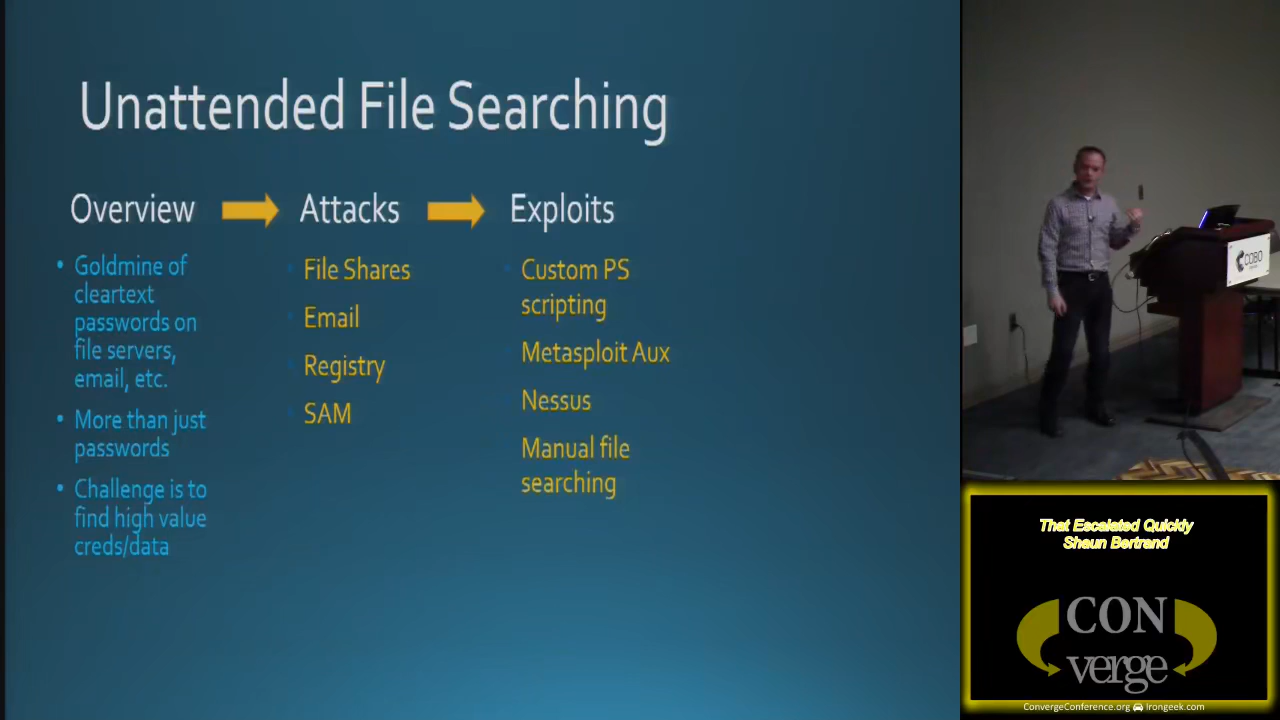 Unattended File Searching
Overview
Goldmine of
cleartext
passwords on
file servers,
email, etc.
More than just
passwords
Challenge is to
find high value
creds/data
Attacks
File Shares
Email
Registry
SAM
Exploits
Custom PS
scripting
Metasploit Aux
Nessus
Manual file
searching
COBO
That Escalated Quickly
Shaun Bertrand
CON
verge
ConvergeConference.org Irongeek.com